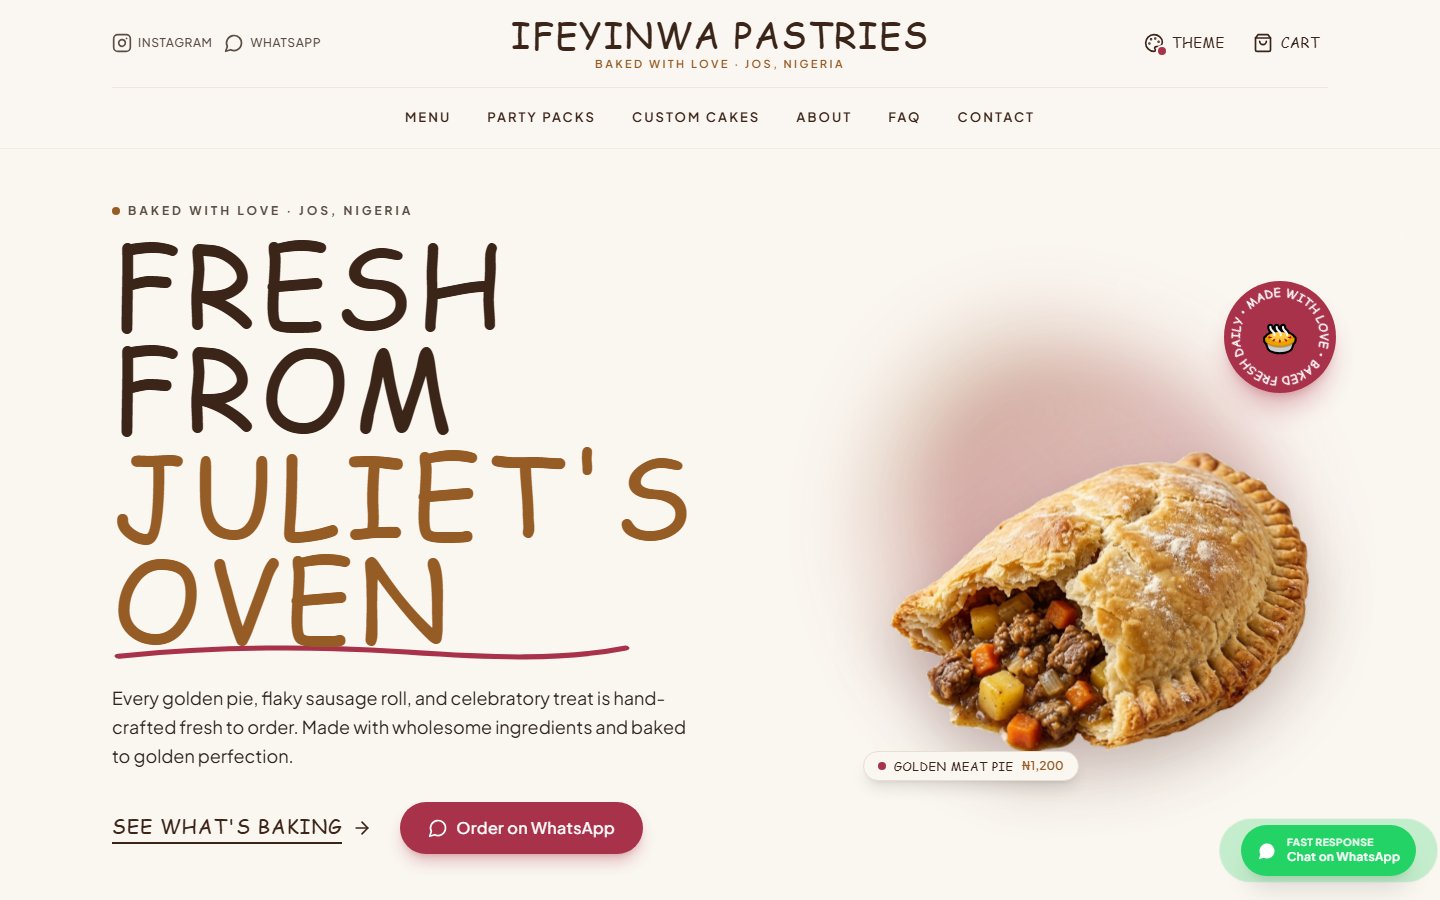 INSTAGRAM WHATSAPP
IFEYINWA PASTRIES
BAKED WITH LOVE · JOS, NIGERIA
THEME CART
MENU PARTY PACKS CUSTOM CAKES ABOUT FAQ CONTACT
BAKED WITH LOVE · JOS, NIGERIA
FRESH
FROM
JULIET'S
OVEN
MADE WITH LOVE • BAKED FRESH DAILY •
Every golden pie, flaky sausage roll, and celebratory treat is hand-
crafted fresh to order. Made with wholesome ingredients and baked
to golden perfection.
GOLDEN MEAT PIE ₦1,200
SEE WHAT'S BAKING → Order on WhatsApp
FAST RESPONSE
Chat on WhatsApp